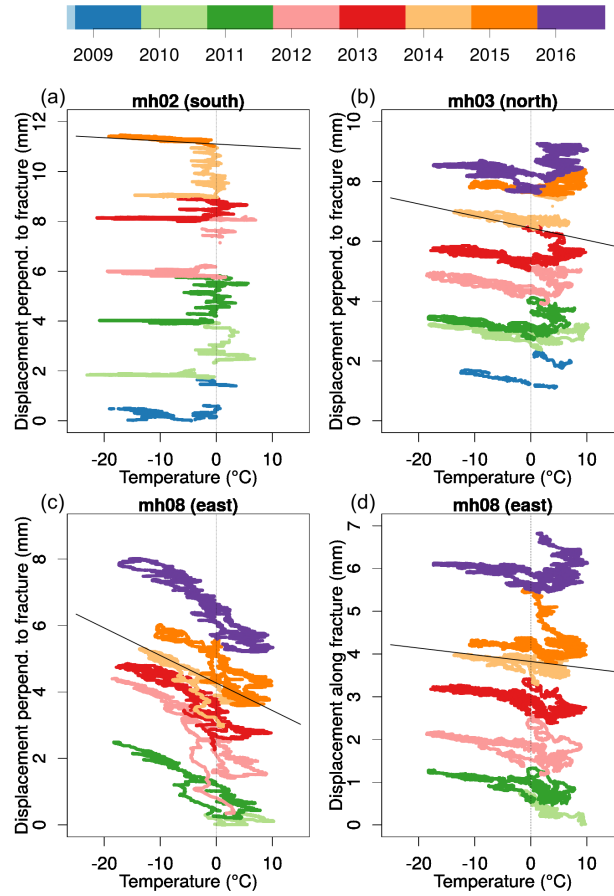 2009 2010 2011 2012 2013 2014 2015 2016
(a) mh02 (south)
Displacement perpend. to fracture (mm)
0 2 4 6 8 10 12
-20 -10 0 10
Temperature (°C)
(b) mh03 (north)
Displacement perpend. to fracture (mm)
0 2 4 6 8
-20 -10 0 10
Temperature (°C)
(c) mh08 (east)
Displacement perpend. to fracture (mm)
0 2 4 6 8
-20 -10 0 10
Temperature (°C)
(d) mh08 (east)
Displacement along fracture (mm)
0 1 2 3 4 5 6 7
-20 -10 0 10
Temperature (°C)